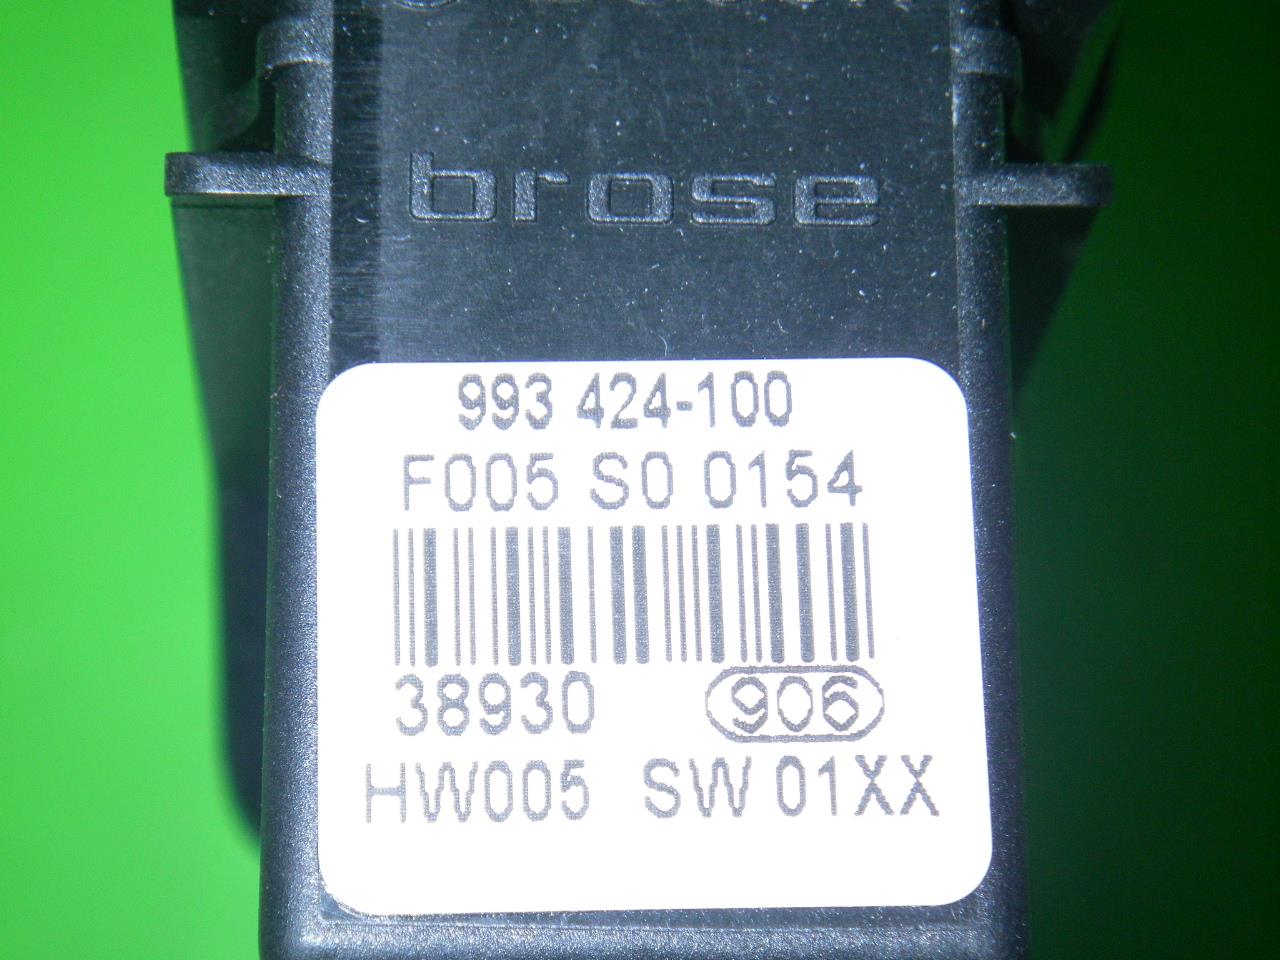 brose
993 424-100
F005 S0 0154
38930 906
HW005 SW 01XX